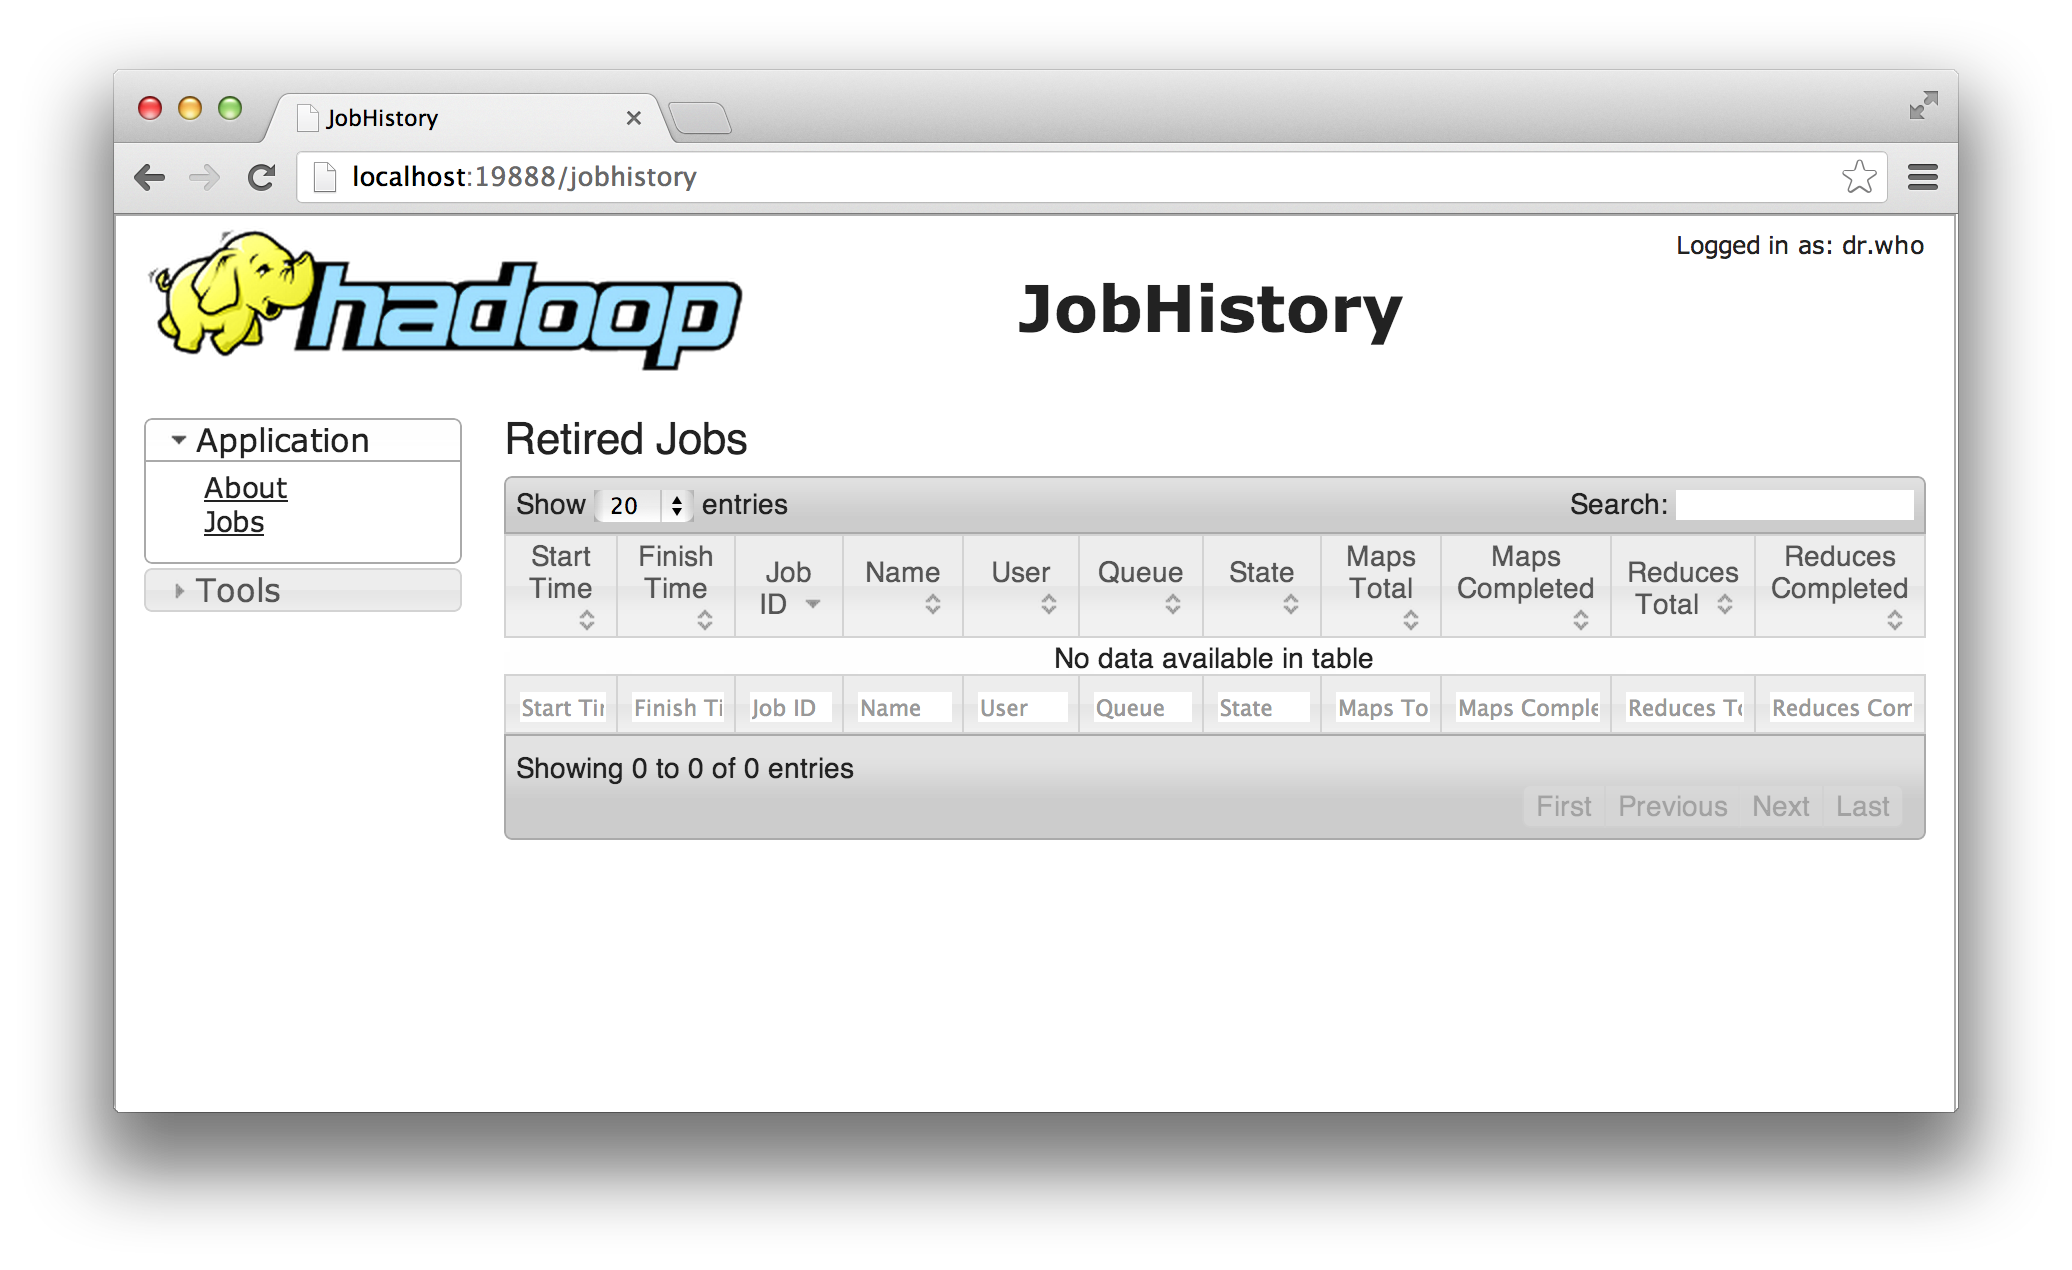 JobHistory
localhost:19888/jobhistory
Logged in as: dr.who
hadoop
JobHistory
Application
About
Jobs
Tools
Retired Jobs
Show 20 entries
Search:
Start Time
Finish Time
Job ID
Name
User
Queue
State
Maps Total
Maps Completed
Reduces Total
Reduces Completed
No data available in table
Start Tir Finish Ti Job ID Name User Queue State Maps To Maps Comple Reduces To Reduces Com
Showing 0 to 0 of 0 entries
First Previous Next Last